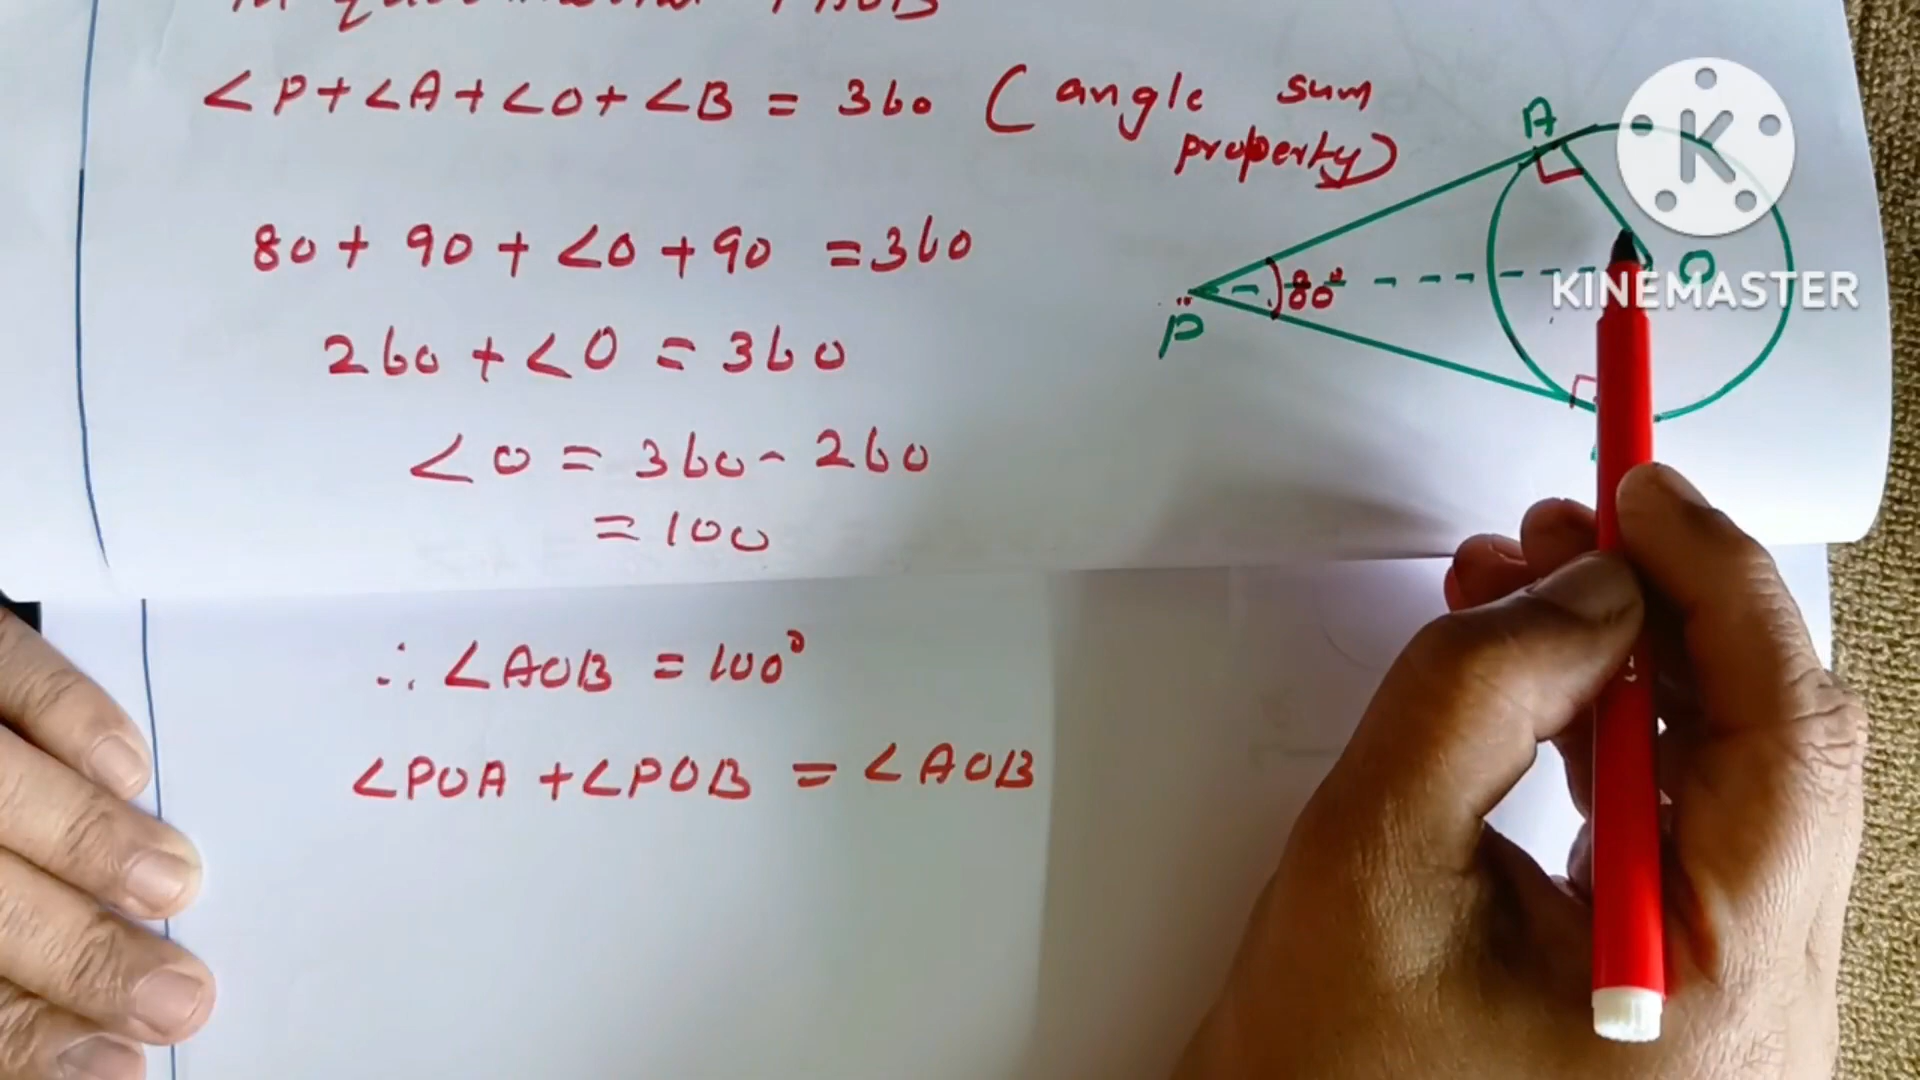 PAOB
∠P+∠A+∠O+∠B = 360 (angle sum
property)
80+ 90+∠O+90 =360
260 +∠O = 360
∠O = 360-260
= 100
∴ ∠AOB = 100°
∠POA +∠POB = ∠AOB
A
O
80°
P
K
KINEMASTER